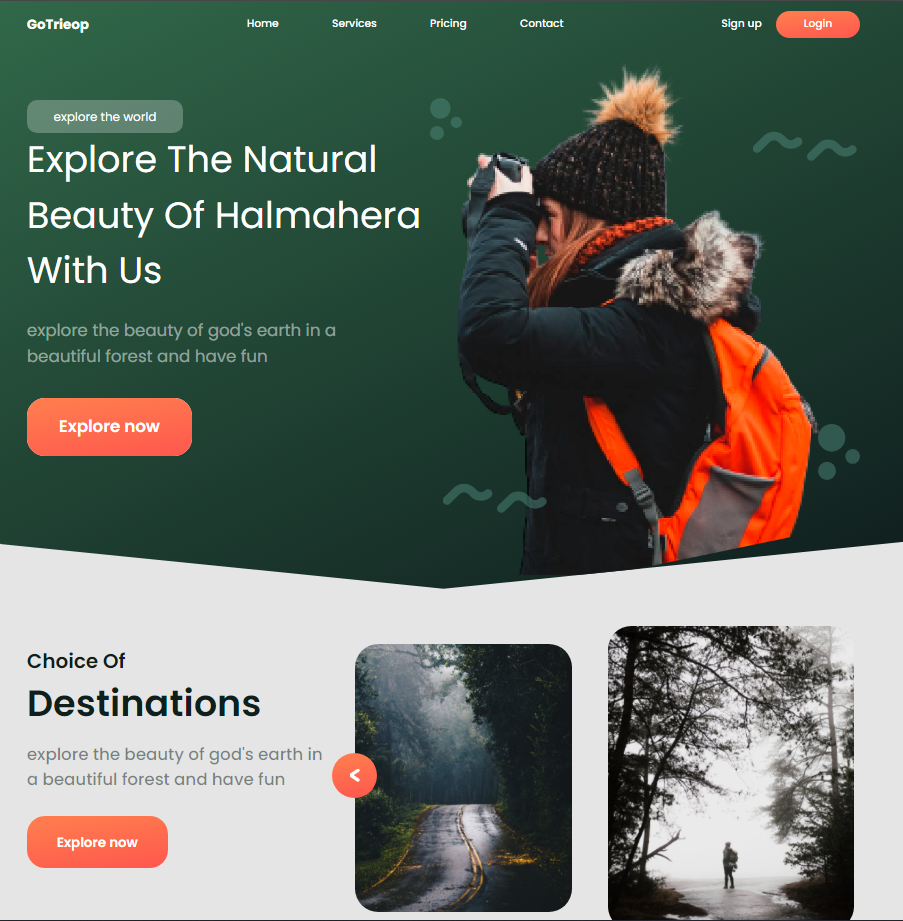 GoTrieop
Home
Services
Pricing
Contact
Sign up
Login
explore the world
Explore The Natural
Beauty Of Halmahera
With Us
explore the beauty of god's earth in a
beautiful forest and have fun
Explore now
Choice Of
Destinations
explore the beauty of god's earth in
a beautiful forest and have fun
Explore now